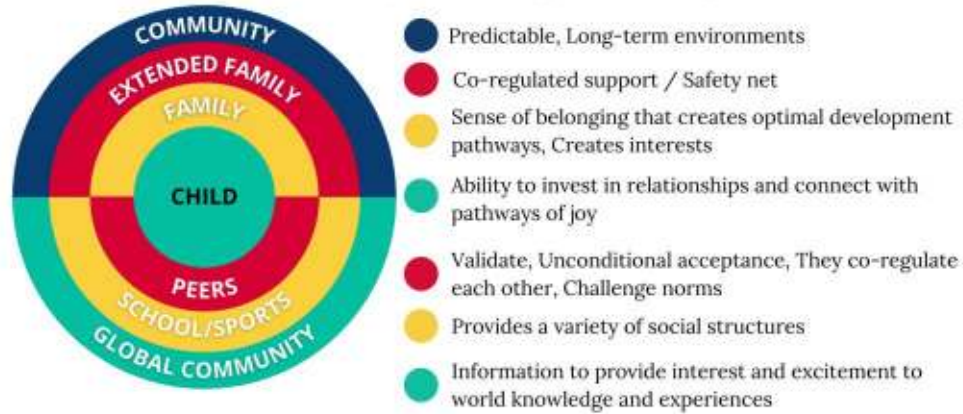 COMMUNITY
EXTENDED FAMILY
FAMILY
CHILD
PEERS
SCHOOL/SPORTS
GLOBAL COMMUNITY
Predictable, Long-term environments
Co-regulated support / Safety net
Sense of belonging that creates optimal development
pathways, Creates interests
Ability to invest in relationships and connect with
pathways of joy
Validate, Unconditional acceptance, They co-regulate
each other, Challenge norms
Provides a variety of social structures
Information to provide interest and excitement to
world knowledge and experiences